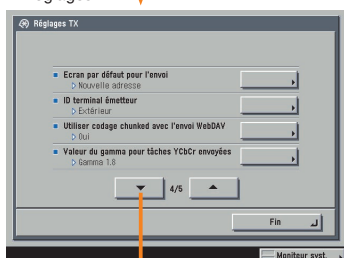 Réglages TX
Ecran par défaut pour l'envoi
Nouvelle adresse
ID terminal émetteur
Extérieur
Utiliser codage chunked avec l'envoi WebDAV
Oui
Valeur du gamma pour tâches YCbCr envoyées
Gamma 1.8
4/5
Fin
Moniteur syst.